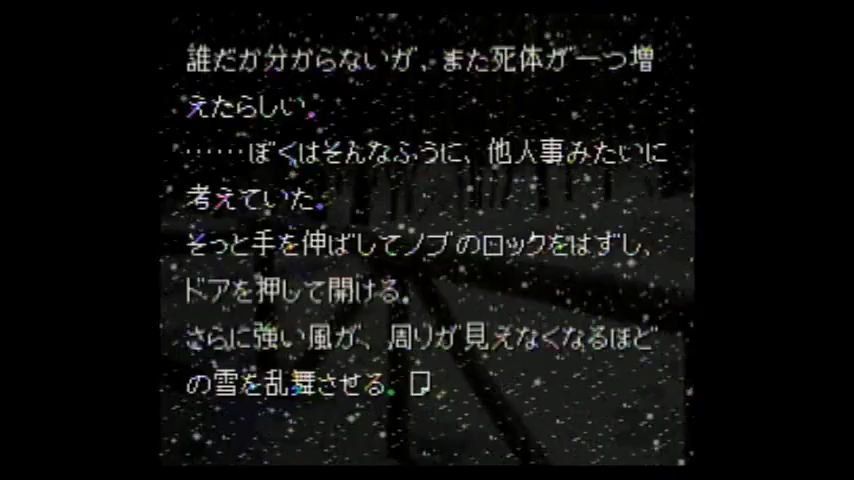 誰だか分からないが、また死体が一つ増
えたらしい。
……ぼくはそんなふうに、他人事みたいに
考えていた。
そっと手を伸ばしてノブのロックをはずし、
ドアを押して開ける。
さらに強い風が、周りが見えなくなるほど
の雪を乱舞させる。